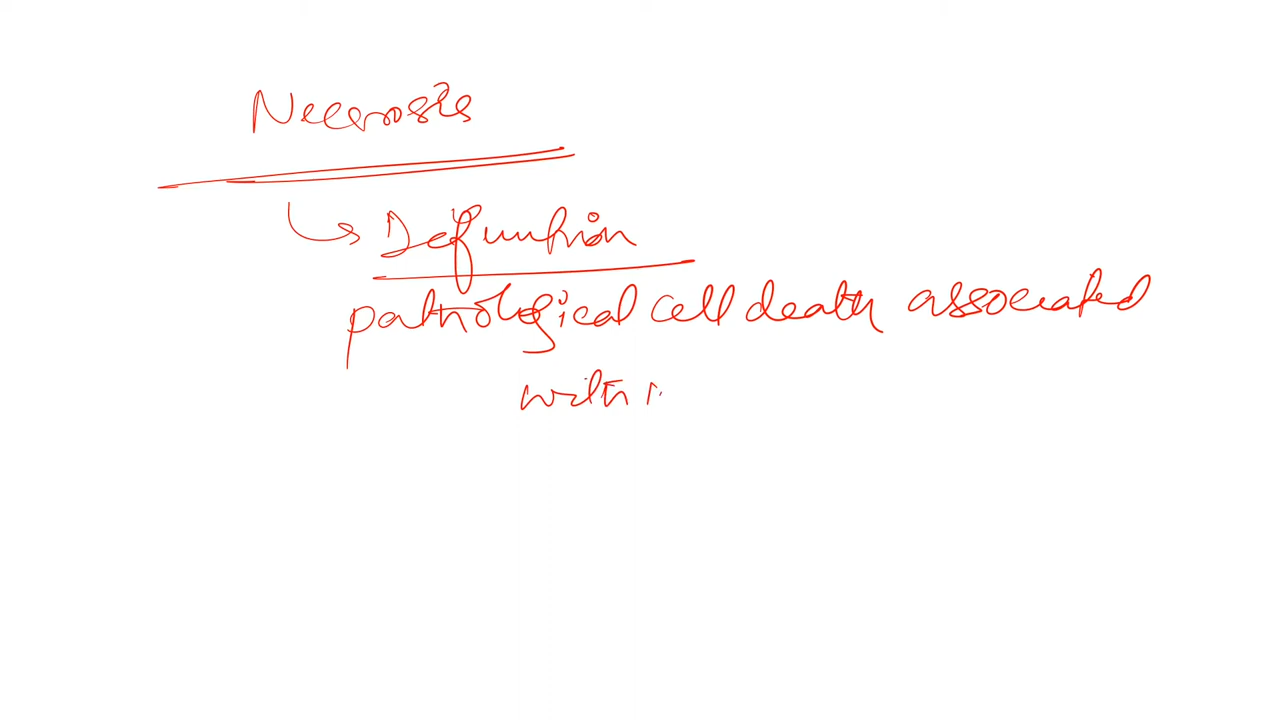 Necrosis
Definition
pathological cell death associated
with